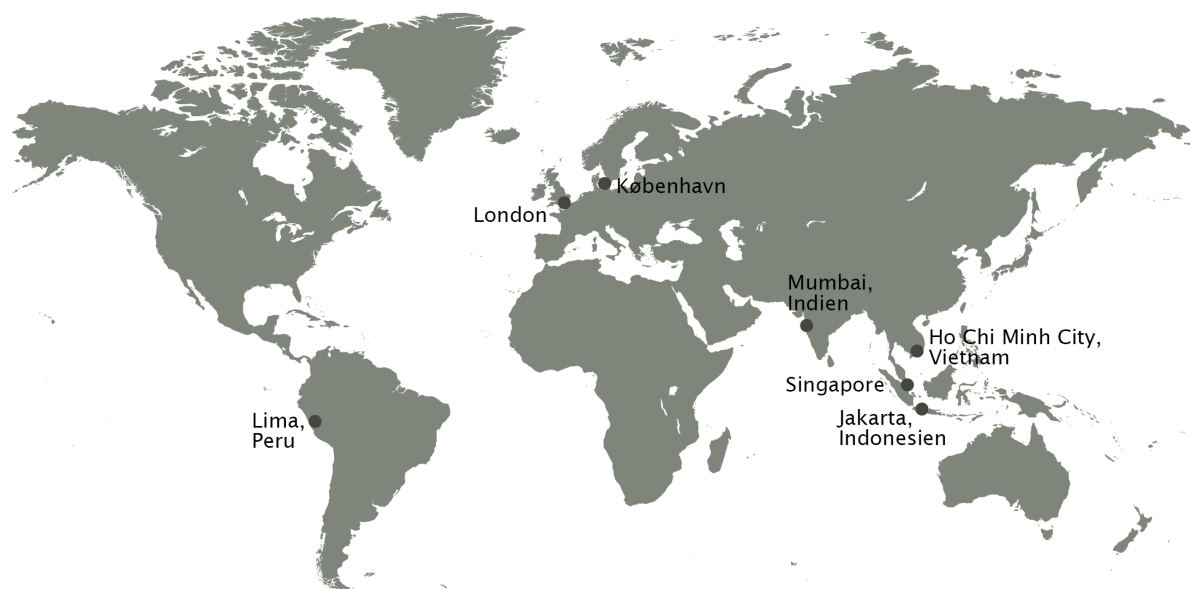 København
London
Mumbai,
Indien
Ho Chi Minh City,
Vietnam
Singapore
Jakarta,
Indonesien
Lima,
Peru